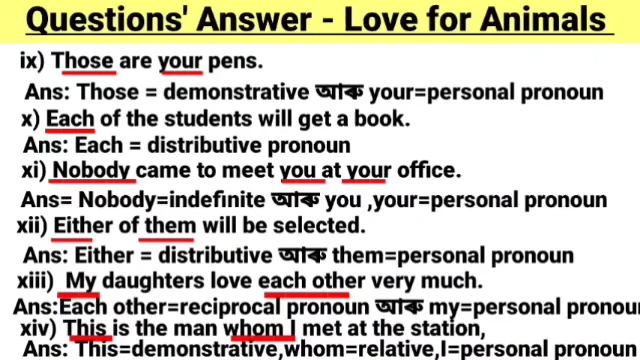 Questions' Answer - Love for Animals
ix) Those are your pens.
Ans: Those = demonstrative আৰু your=personal pronoun
x) Each of the students will get a book.
Ans: Each = distributive pronoun
xi) Nobody came to meet you at your office.
Ans= Nobody=indefinite আৰু you ,your=personal pronoun
xii) Either of them will be selected.
Ans: Either = distributive আৰু them=personal pronoun
xiii) My daughters love each other very much.
Ans:Each other=reciprocal pronoun আৰু my=personal pronou
xiv) This is the man whom I met at the station,
Ans: This=demonstrative,whom=relative,I=personal pronoun